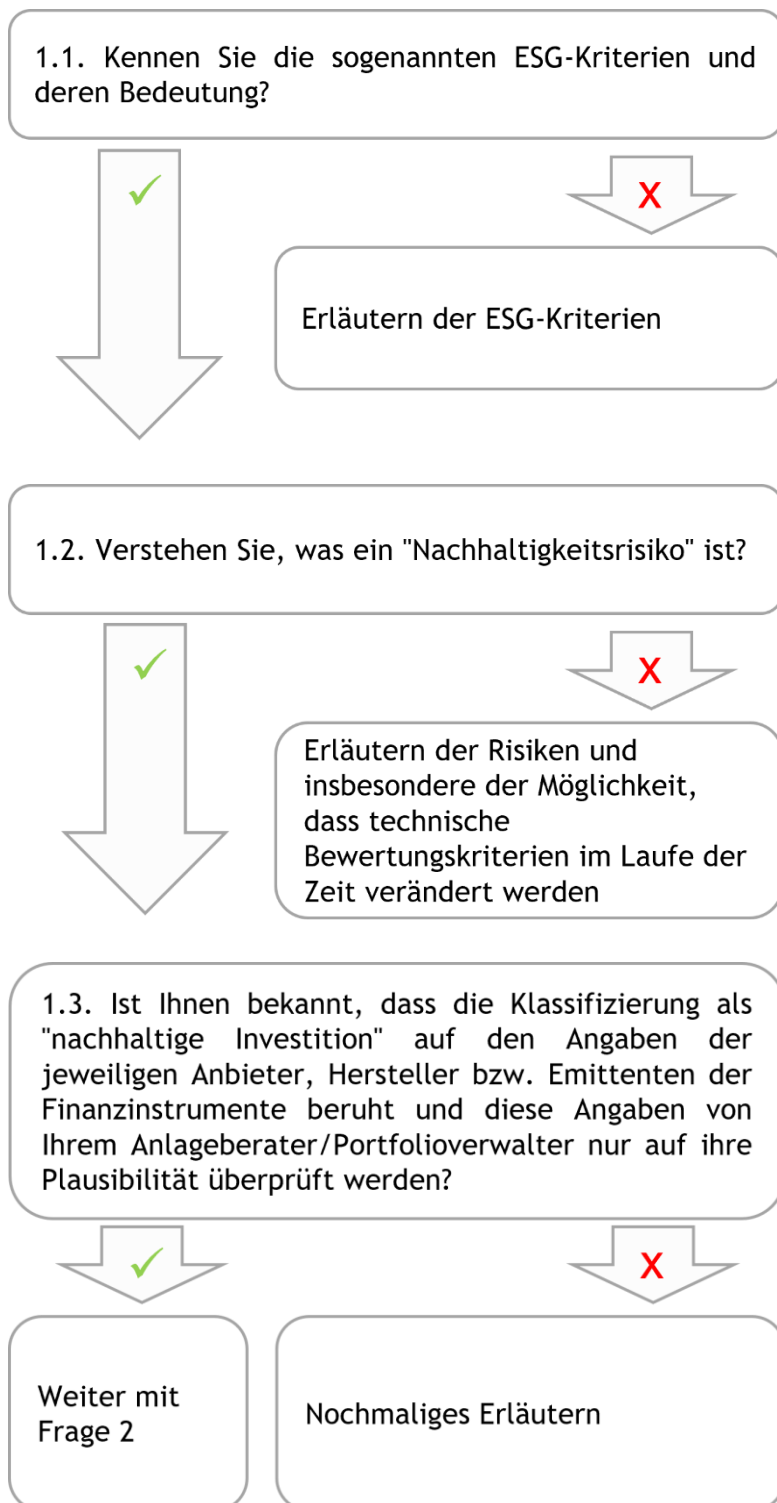 1.1. Kennen Sie die sogenannten ESG-Kriterien und
deren Bedeutung?
✓
X
Erläutern der ESG-Kriterien
1.2. Verstehen Sie, was ein "Nachhaltigkeitsrisiko" ist?
✓
X
Erläutern der Risiken und
insbesondere der Möglichkeit,
dass technische
Bewertungskriterien im Laufe der
Zeit verändert werden
1.3. Ist Ihnen bekannt, dass die Klassifizierung als
"nachhaltige Investition" auf den Angaben der
jeweiligen Anbieter, Hersteller bzw. Emittenten der
Finanzinstrumente beruht und diese Angaben von
Ihrem Anlageberater/Portfolioverwalter nur auf ihre
Plausibilität überprüft werden?
✓
X
Weiter mit
Frage 2
Nochmaliges Erläutern